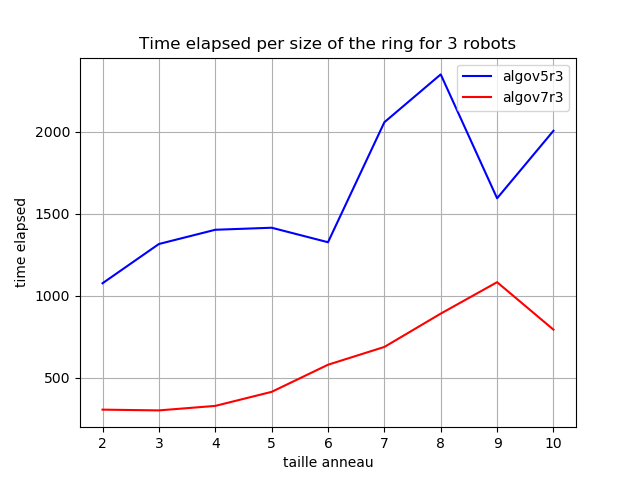 Time elapsed per size of the ring for 3 robots
algov5r3
algov7r3
time elapsed
2000
1500
1000
500
2 3 4 5 6 7 8 9 10
taille anneau